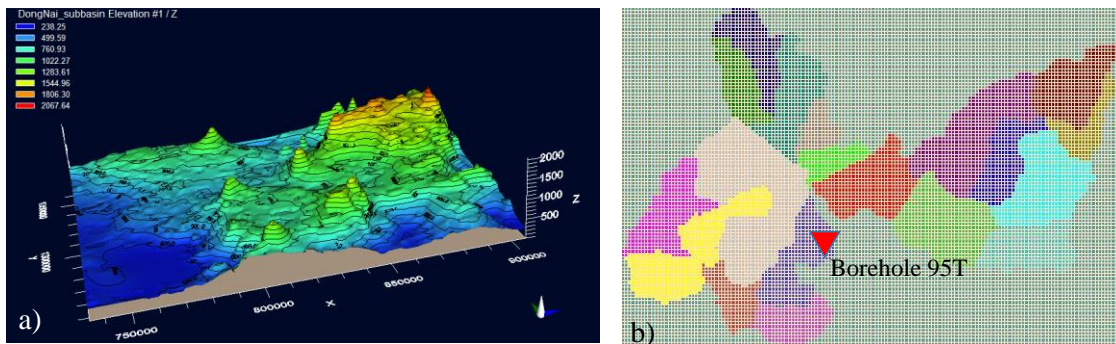 DongNai_subbasin Elevation #1 / Z
238.25
499.59
760.93
1022.27
1283.61
1544.96
1806.30
2067.64
2000
1500
1000
500
Z
900000
850000
X
800000
750000
Y
a)
Borehole 95T
b)